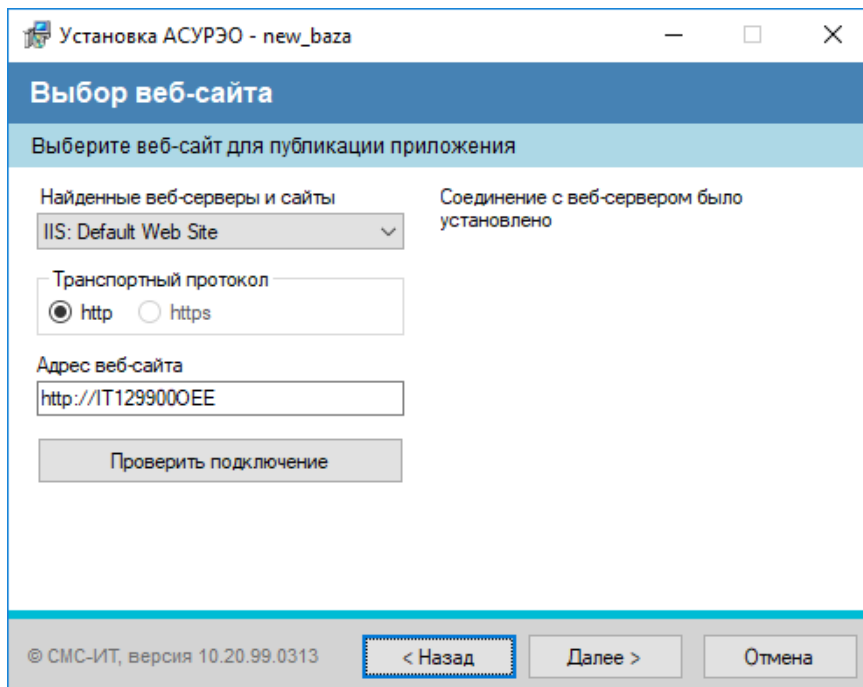 Установка АСУРЭО - new_baza
Выбор веб-сайта
Выберите веб-сайт для публикации приложения
Найденные веб-серверы и сайты
IIS: Default Web Site
Транспортный протокол
http
https
Адрес веб-сайта
http://IT129900OEE
Проверить подключение
Соединение с веб-сервером было
установлено
© СМС-ИТ, версия 10.20.99.0313
< Назад
Далее >
Отмена